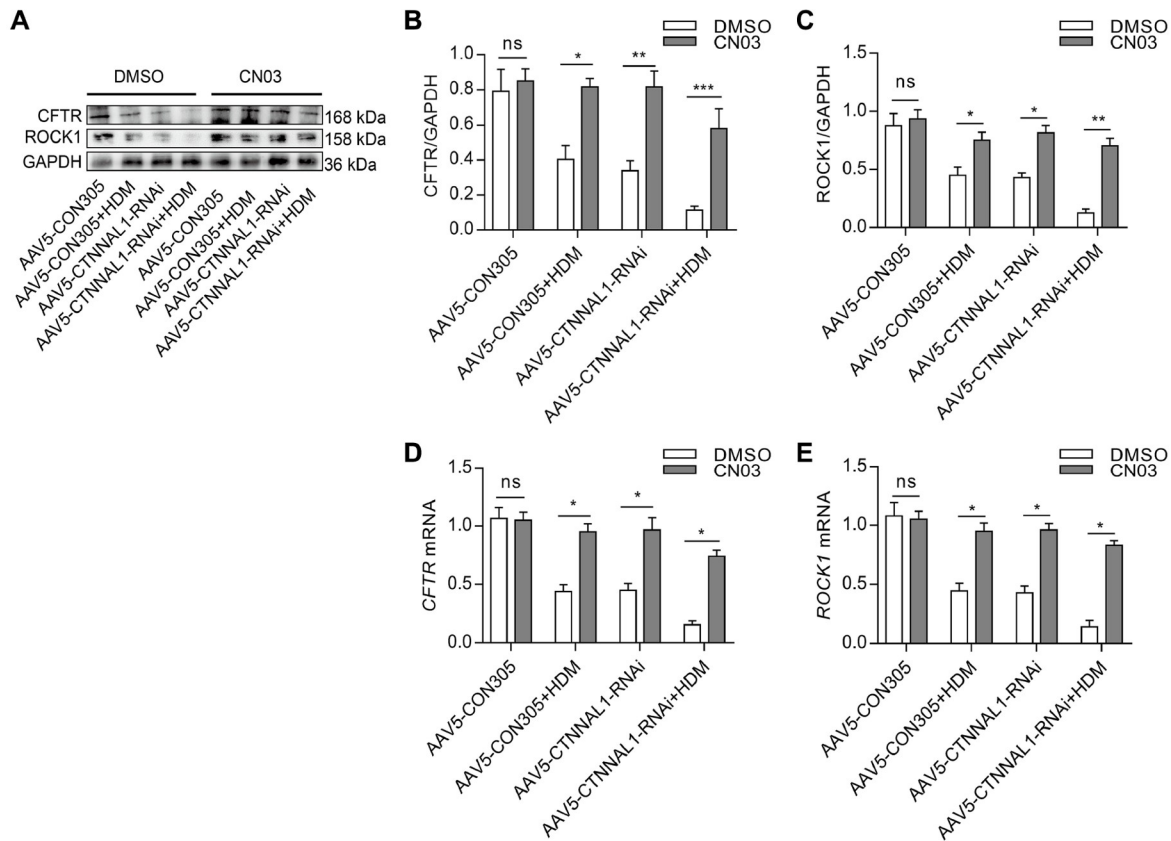 A
DMSO CN03
CFTR 168 kDa
ROCK1 158 kDa
GAPDH 36 kDa
AAV5-CON305
AAV5-CON305+HDM
AAV5-CTNNAL1-RNAi
AAV5-CTNNAL1-RNAi+HDM
AAV5-CON305
AAV5-CON305+HDM
AAV5-CTNNAL1-RNAi
AAV5-CTNNAL1-RNAi+HDM
B
DMSO
CN03
CFTR/GAPDH
1.0
0.8
0.6
0.4
0.2
0.0
ns
*
**
***
AAV5-CON305
AAV5-CON305+HDM
AAV5-CTNNAL1-RNAi
AAV5-CTNNAL1-RNAi+HDM
C
DMSO
CN03
ROCK1/GAPDH
1.5
1.0
0.5
0.0
ns
*
*
**
AAV5-CON305
AAV5-CON305+HDM
AAV5-CTNNAL1-RNAi
AAV5-CTNNAL1-RNAi+HDM
D
DMSO
CN03
CFTR mRNA
1.5
1.0
0.5
0.0
ns
*
*
*
AAV5-CON305
AAV5-CON305+HDM
AAV5-CTNNAL1-RNAi
AAV5-CTNNAL1-RNAi+HDM
E
DMSO
CN03
ROCK1 mRNA
1.5
1.0
0.5
0.0
ns
*
*
*
AAV5-CON305
AAV5-CON305+HDM
AAV5-CTNNAL1-RNAi
AAV5-CTNNAL1-RNAi+HDM